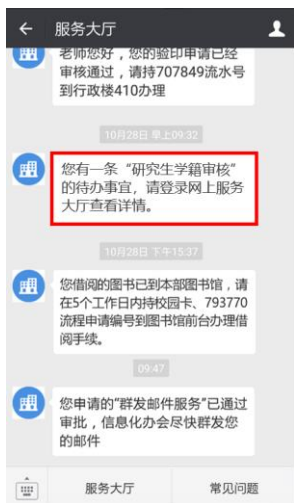 服务大厅
老师您好，您的验印申请已经
审核通过，请持707849流水号
到行政楼410办理
10月28日 早上09:32
您有一条“研究生学籍审核”
的待办事宜，请登录网上服务
大厅查看详情。
10月28日 下午15:37
您借阅的图书已到本部图书馆，请
在5个工作日内持校园卡、793770
流程申请编号到图书馆前台办理借
阅手续。
09:47
您申请的“群发邮件服务”已通过
审批，信息化办会尽快群发您
的邮件
服务大厅
常见问题